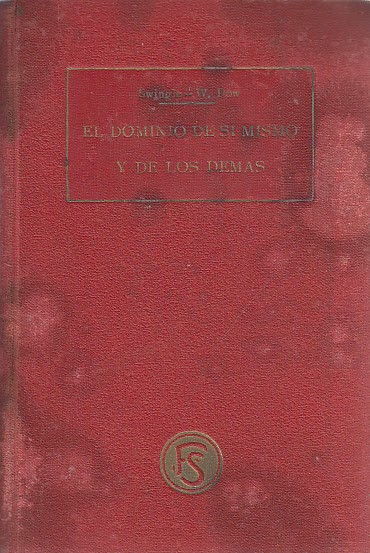 Swingle - W. Dow
EL DOMINIO DE SI MISMO
Y DE LOS DEMAS
FS